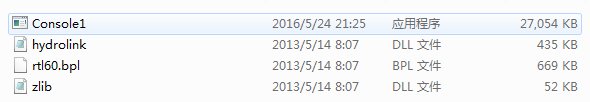 Console1 2016/5/24 21:25 应用程序 27,054 KB
hydrolink 2013/5/14 8:07 DLL 文件 435 KB
rtl60.bpl 2013/5/14 8:07 BPL 文件 669 KB
zlib 2013/5/14 8:07 DLL 文件 52 KB